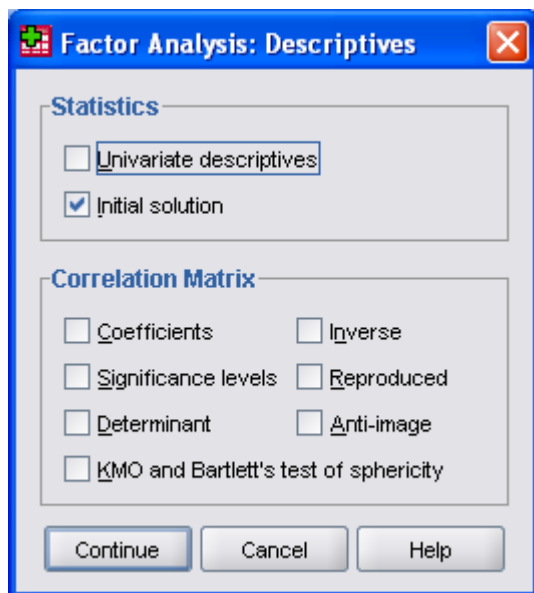 Factor Analysis: Descriptives
Statistics
Univariate descriptives
Initial solution
Correlation Matrix
Coefficients Inverse
Significance levels Reproduced
Determinant Anti-image
KMO and Bartlett's test of sphericity
Continue Cancel Help